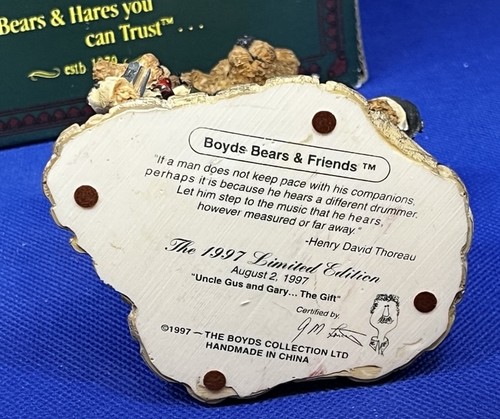 Bears & Hares you
can Trust™...
estb 1979
Boyds Bears & Friends™
"If a man does not keep pace with his companions,
perhaps it is because he hears a different drummer.
Let him step to the music that he hears,
however measured or far away."
-Henry David Thoreau
The 1997 Limited Edition
August 2, 1997
"Uncle Gus and Gary... The Gift"
Certified by:
©1997 – THE BOYDS COLLECTION LTD
HANDMADE IN CHINA